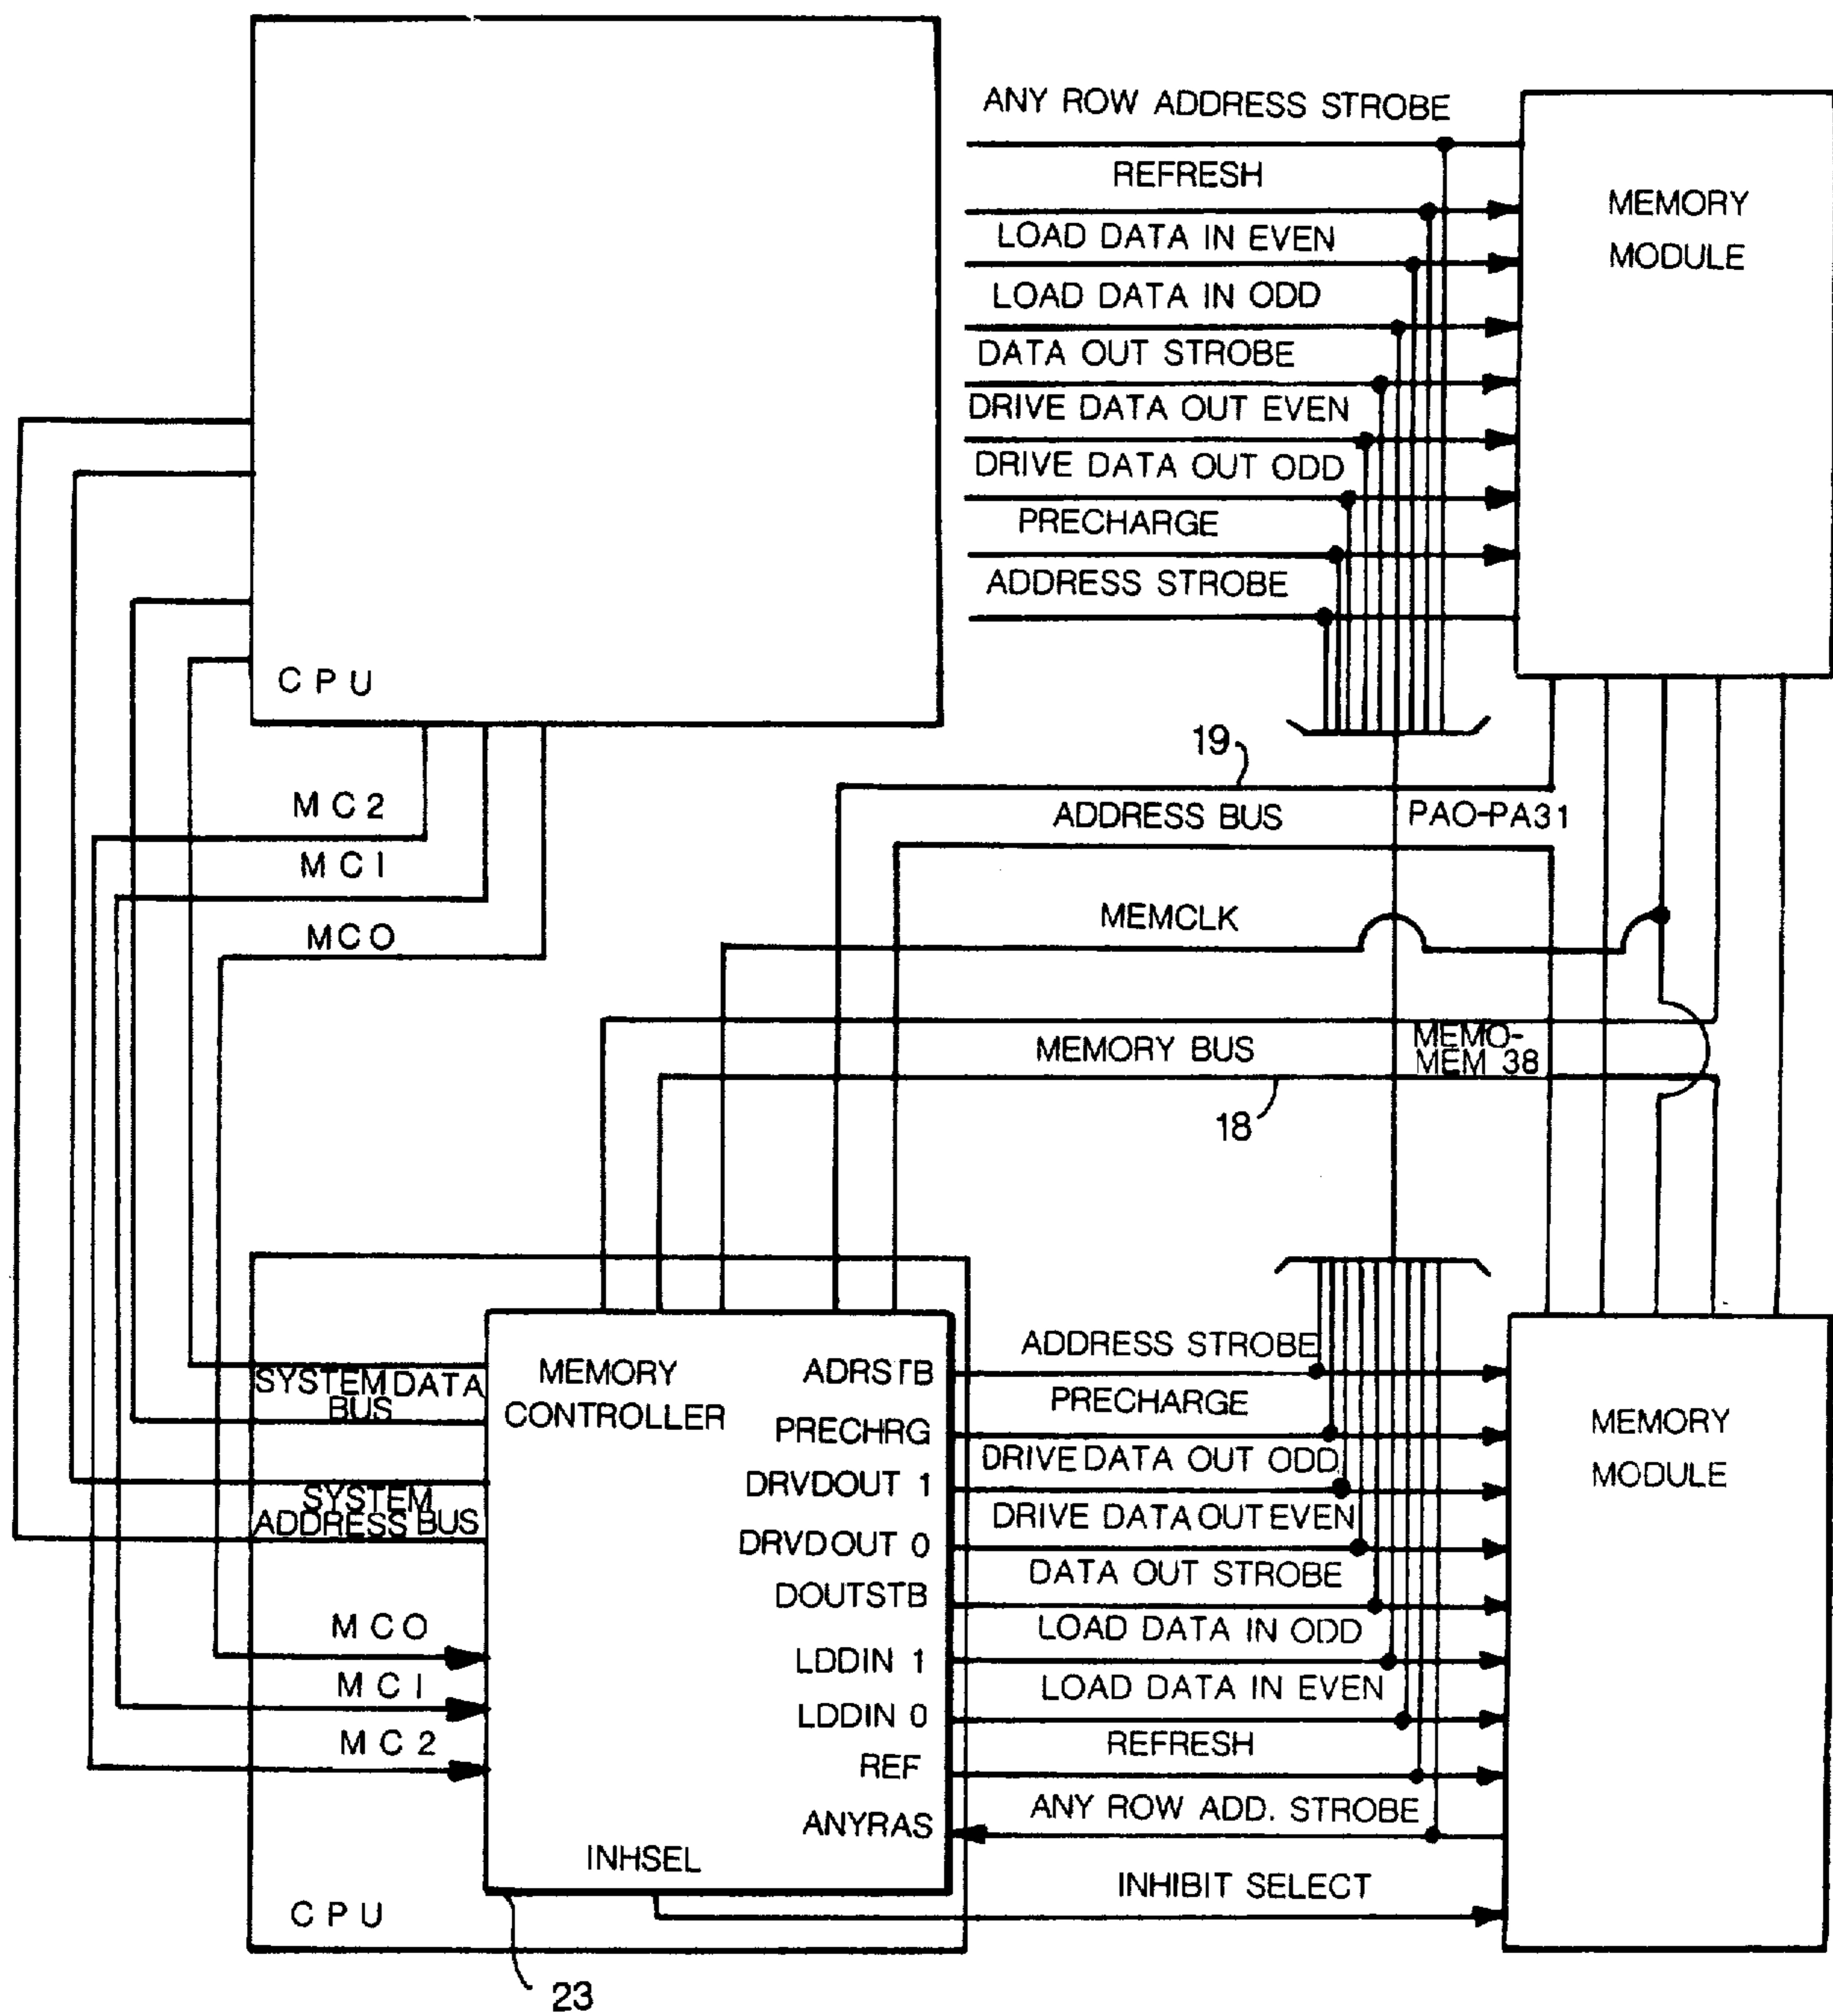 ANY ROW ADDRESS STROBE
REFRESH
MEMORY
MODULE
LOAD DATA IN EVEN
LOAD DATA IN ODD
DATA OUT STROBE
DRIVE DATA OUT EVEN
DRIVE DATA OUT ODD
PRECHARGE
ADDRESS STROBE
CPU
19
MC2
ADDRESS BUS
PAO-PA31
MC1
MEMCLK
MCO
MEMORY BUS
MEMO-
MEM 38
18
ADDRESS STROBE
MEMORY
CONTROLLER
ADRSTB
SYSTEM DATA
BUS
PRECHARGE
PRECHRG
MEMORY
MODULE
DRIVE DATA OUT ODD
DRVDOUT 1
SYSTEM
ADDRESS BUS
DRIVE DATA OUT EVEN
DRVDOUT 0
DATA OUT STROBE
DOUTSTB
MCO
LOAD DATA IN ODD
LDDIN 1
MC1
LOAD DATA IN EVEN
LDDIN 0
MC2
REFRESH
REF
ANY ROW ADD. STROBE
ANYRAS
INHSEL
INHIBIT SELECT
CPU
23